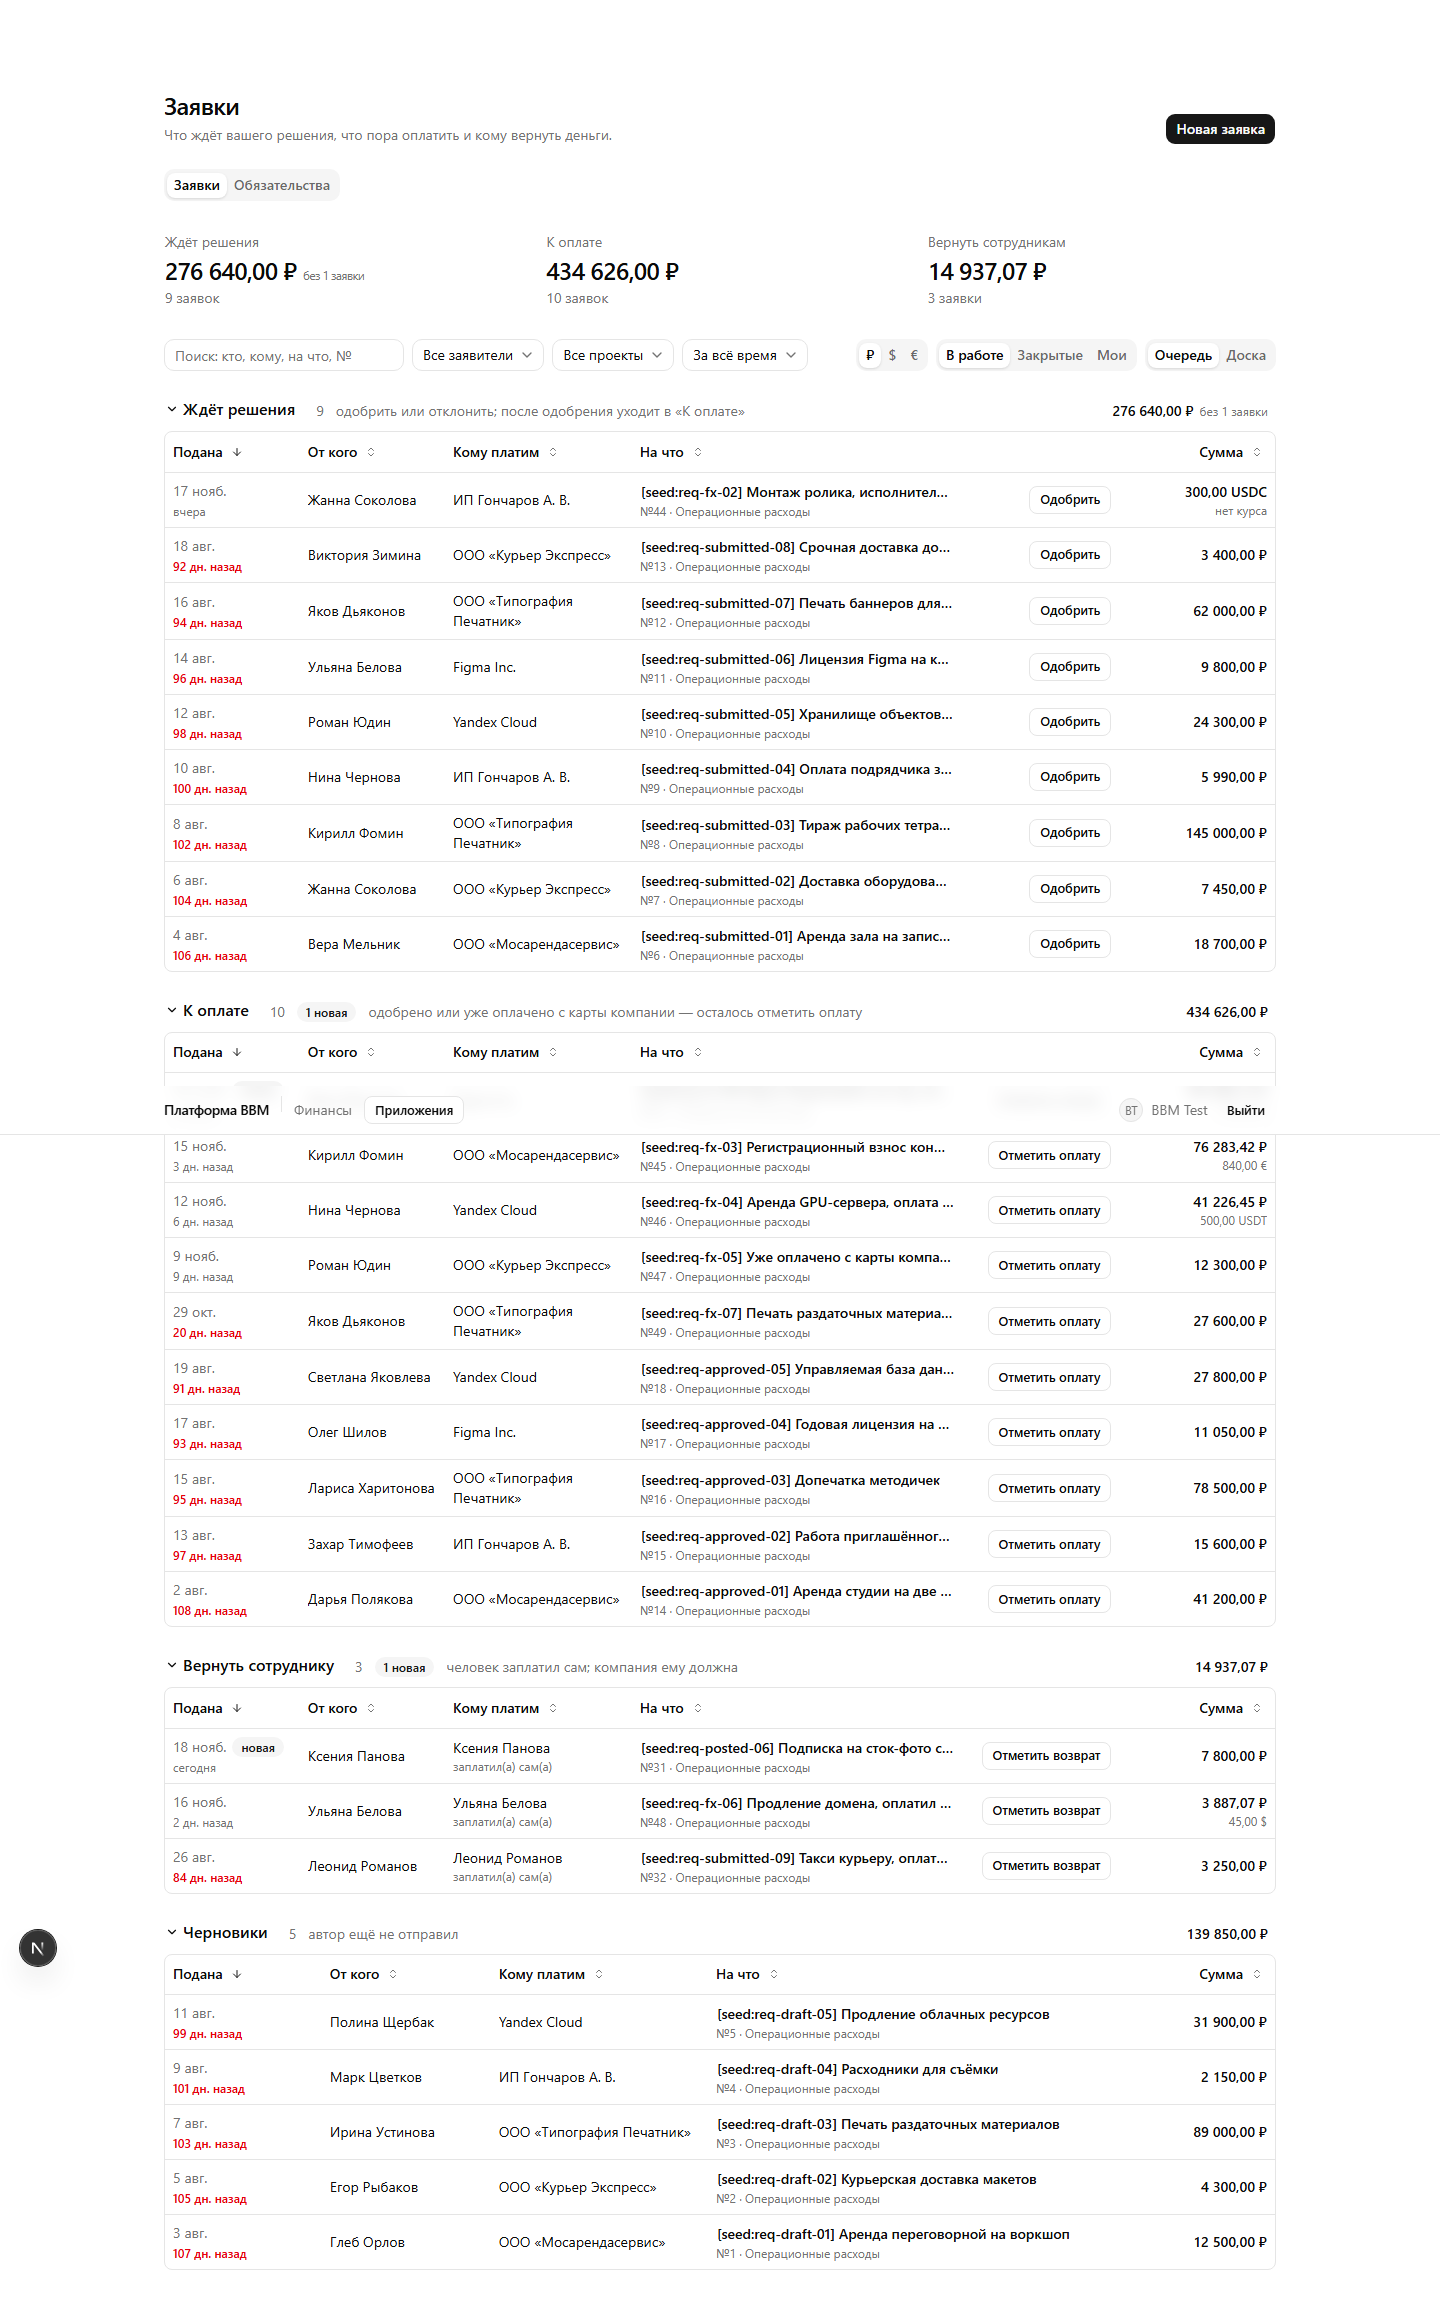 Заявки
Что ждёт вашего решения, что пора оплатить и кому вернуть деньги.
Новая заявка
Заявки Обязательства
Ждёт решения К оплате Вернуть сотрудникам
276 640,00 ₽ без 1 заявки 434 626,00 ₽ 14 937,07 ₽
9 заявок 10 заявок 3 заявки
Поиск: кто, кому, на что, № Все заявители Все проекты За всё время ₽ $ € В работе Закрытые Мои Очередь Доска
Ждёт решения 9 одобрить или отклонить; после одобрения уходит в «К оплате» 276 640,00 ₽ без 1 заявки
Подана От кого Кому платим На что Сумма
17 нояб. Жанна Соколова ИП Гончаров А. В. [seed:req-fx-02] Монтаж ролика, исполнител... Одобрить 300,00 USDC
вчера №44 · Операционные расходы нет курса
18 авг. Виктория Зимина ООО «Курьер Экспресс» [seed:req-submitted-08] Срочная доставка до... Одобрить 3 400,00 ₽
92 дн. назад №13 · Операционные расходы
16 авг. Яков Дьяконов ООО «Типография Печатник» [seed:req-submitted-07] Печать баннеров для... Одобрить 62 000,00 ₽
94 дн. назад №12 · Операционные расходы
14 авг. Ульяна Белова Figma Inc. [seed:req-submitted-06] Лицензия Figma на к... Одобрить 9 800,00 ₽
96 дн. назад №11 · Операционные расходы
12 авг. Роман Юдин Yandex Cloud [seed:req-submitted-05] Хранилище объектов... Одобрить 24 300,00 ₽
98 дн. назад №10 · Операционные расходы
10 авг. Нина Чернова ИП Гончаров А. В. [seed:req-submitted-04] Оплата подрядчика з... Одобрить 5 990,00 ₽
100 дн. назад №9 · Операционные расходы
8 авг. Кирилл Фомин ООО «Типография Печатник» [seed:req-submitted-03] Тираж рабочих тетра... Одобрить 145 000,00 ₽
102 дн. назад №8 · Операционные расходы
6 авг. Жанна Соколова ООО «Курьер Экспресс» [seed:req-submitted-02] Доставка оборудова... Одобрить 7 450,00 ₽
104 дн. назад №7 · Операционные расходы
4 авг. Вера Мельник ООО «Мосарендасервис» [seed:req-submitted-01] Аренда зала на запис... Одобрить 18 700,00 ₽
106 дн. назад №6 · Операционные расходы
К оплате 10 1 новая одобрено или уже оплачено с карты компании — осталось отметить оплату 434 626,00 ₽
Подана От кого Кому платим На что Сумма
Платформа BBM Финансы Приложения BT BBM Test Выйти
15 нояб. Кирилл Фомин ООО «Мосарендасервис» [seed:req-fx-03] Регистрационный взнос кон... Отметить оплату 76 283,42 ₽
3 дн. назад №45 · Операционные расходы 840,00 €
12 нояб. Нина Чернова Yandex Cloud [seed:req-fx-04] Аренда GPU-сервера, оплата ... Отметить оплату 41 226,45 ₽
6 дн. назад №46 · Операционные расходы 500,00 USDT
9 нояб. Роман Юдин ООО «Курьер Экспресс» [seed:req-fx-05] Уже оплачено с карты компа... Отметить оплату 12 300,00 ₽
9 дн. назад №47 · Операционные расходы
29 окт. Яков Дьяконов ООО «Типография Печатник» [seed:req-fx-07] Печать раздаточных материа... Отметить оплату 27 600,00 ₽
20 дн. назад №49 · Операционные расходы
19 авг. Светлана Яковлева Yandex Cloud [seed:req-approved-05] Управляемая база дан... Отметить оплату 27 800,00 ₽
91 дн. назад №18 · Операционные расходы
17 авг. Олег Шилов Figma Inc. [seed:req-approved-04] Годовая лицензия на ... Отметить оплату 11 050,00 ₽
93 дн. назад №17 · Операционные расходы
15 авг. Лариса Харитонова ООО «Типография Печатник» [seed:req-approved-03] Допечатка методичек Отметить оплату 78 500,00 ₽
95 дн. назад №16 · Операционные расходы
13 авг. Захар Тимофеев ИП Гончаров А. В. [seed:req-approved-02] Работа приглашённог... Отметить оплату 15 600,00 ₽
97 дн. назад №15 · Операционные расходы
2 авг. Дарья Полякова ООО «Мосарендасервис» [seed:req-approved-01] Аренда студии на две ... Отметить оплату 41 200,00 ₽
108 дн. назад №14 · Операционные расходы
Вернуть сотруднику 3 1 новая человек заплатил сам; компания ему должна 14 937,07 ₽
Подана От кого Кому платим На что Сумма
18 нояб. новая Ксения Панова Ксения Панова [seed:req-posted-06] Подписка на сток-фото с... Отметить возврат 7 800,00 ₽
сегодня заплатил(а) сам(а) №31 · Операционные расходы
16 нояб. Ульяна Белова Ульяна Белова [seed:req-fx-06] Продление домена, оплатил ... Отметить возврат 3 887,07 ₽
2 дн. назад заплатил(а) сам(а) №48 · Операционные расходы 45,00 $
26 авг. Леонид Романов Леонид Романов [seed:req-submitted-09] Такси курьеру, оплат... Отметить возврат 3 250,00 ₽
84 дн. назад заплатил(а) сам(а) №32 · Операционные расходы
Черновики 5 автор ещё не отправил 139 850,00 ₽
Подана От кого Кому платим На что Сумма
11 авг. Полина Щербак Yandex Cloud [seed:req-draft-05] Продление облачных ресурсов 31 900,00 ₽
99 дн. назад №5 · Операционные расходы
9 авг. Марк Цветков ИП Гончаров А. В. [seed:req-draft-04] Расходники для съёмки 2 150,00 ₽
101 дн. назад №4 · Операционные расходы
7 авг. Ирина Устинова ООО «Типография Печатник» [seed:req-draft-03] Печать раздаточных материалов 89 000,00 ₽
103 дн. назад №3 · Операционные расходы
5 авг. Егор Рыбаков ООО «Курьер Экспресс» [seed:req-draft-02] Курьерская доставка макетов 4 300,00 ₽
105 дн. назад №2 · Операционные расходы
3 авг. Глеб Орлов ООО «Мосарендасервис» [seed:req-draft-01] Аренда переговорной на воркшоп 12 500,00 ₽
107 дн. назад №1 · Операционные расходы